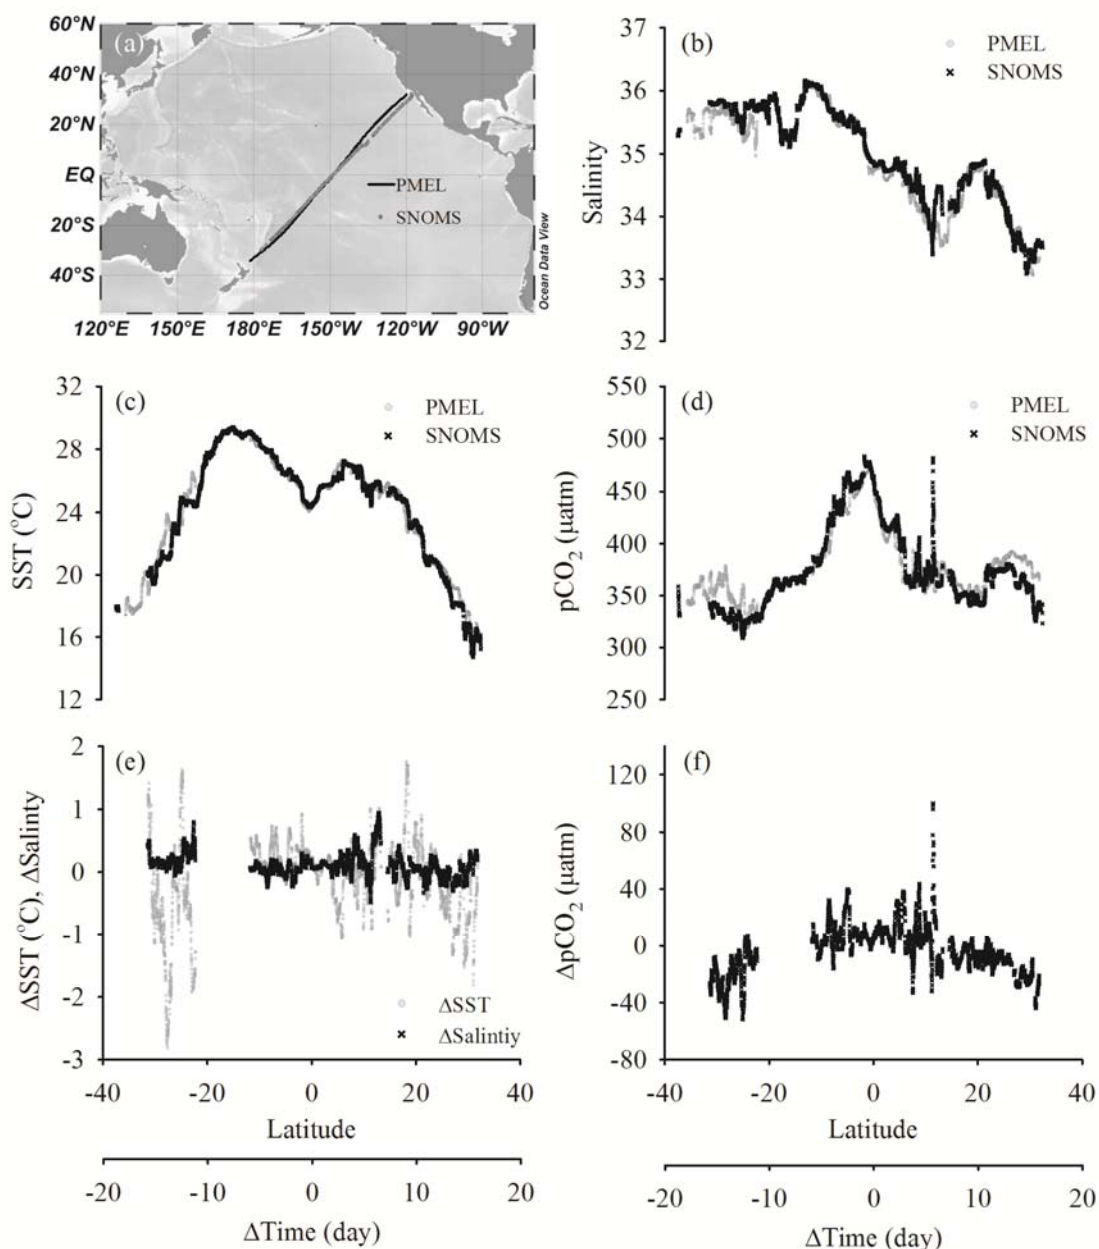 60°N
40°N
20°N
EQ
20°S
40°S
120°E 150°E 180°E 150°W 120°W 90°W
(a)
PMEL
SNOMS
Ocean Data View
37
36
35
34
33
32
Salinity
(b)
PMEL
SNOMS
32
28
24
20
16
12
SST (°C)
(c)
PMEL
SNOMS
550
500
450
400
350
300
250
pCO₂ (µatm)
(d)
PMEL
SNOMS
2
1
0
-1
-2
-3
ΔSST (°C), ΔSalinty
(e)
ΔSST
ΔSalintiy
-40 -20 0 20 40
Latitude
-20 -10 0 10 20
ΔTime (day)
120
80
40
0
-40
-80
ΔpCO₂ (µatm)
(f)
-40 -20 0 20 40
Latitude
-20 -10 0 10 20
ΔTime (day)